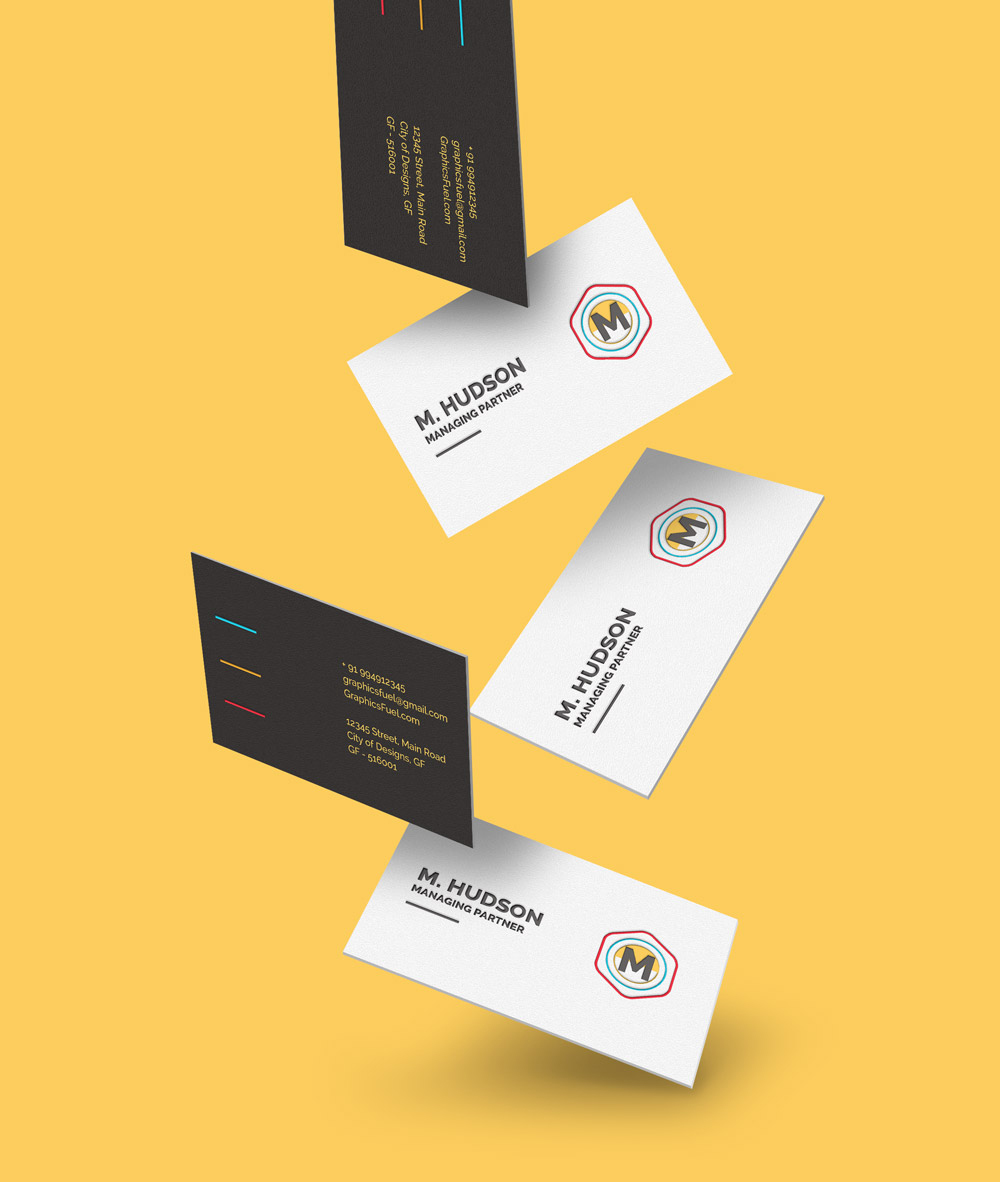 + 91 994912345
graphicsfuel@gmail.com
GraphicsFuel.com
12345 Street, Main Road
City of Designs, GF
GF - 516001
M
M. HUDSON
MANAGING PARTNER
M
M. HUDSON
MANAGING PARTNER
+ 91 994912345
graphicsfuel@gmail.com
GraphicsFuel.com
12345 Street, Main Road
City of Designs, GF
GF - 516001
M. HUDSON
MANAGING PARTNER
M